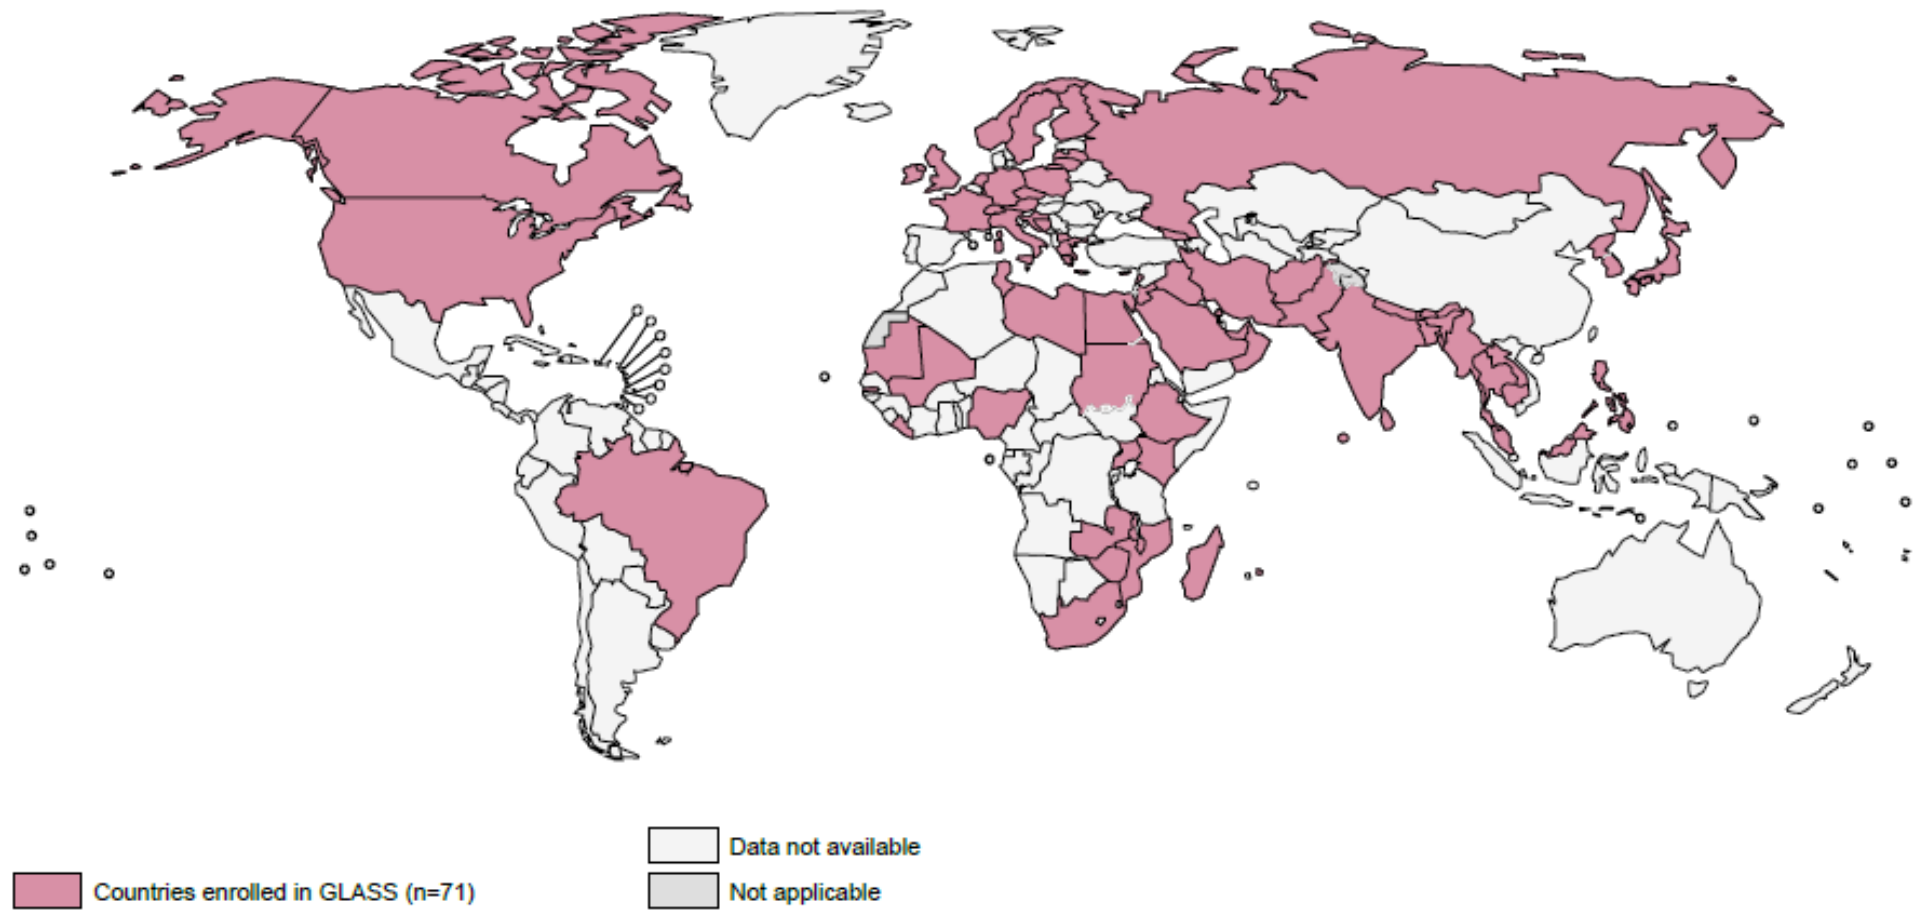 Data not available
Countries enrolled in GLASS (n=71)
Not applicable